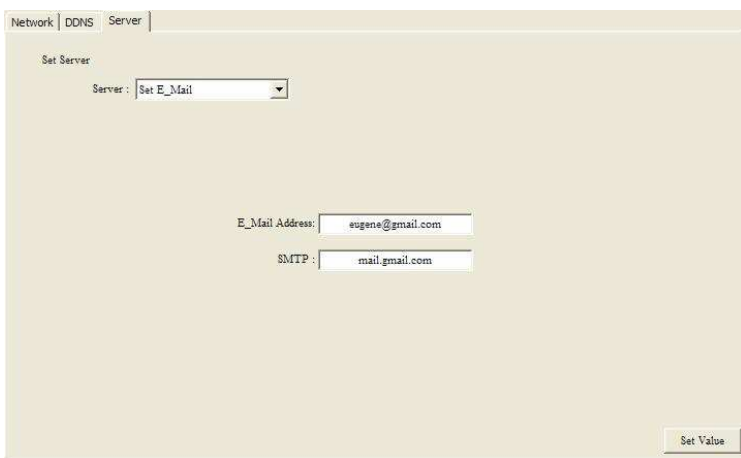 Network DDNS Server
Set Server
Server : Set E_Mail
E_Mail Address: eugene@gmail.com
SMTP : mail.gmail.com
Set Value